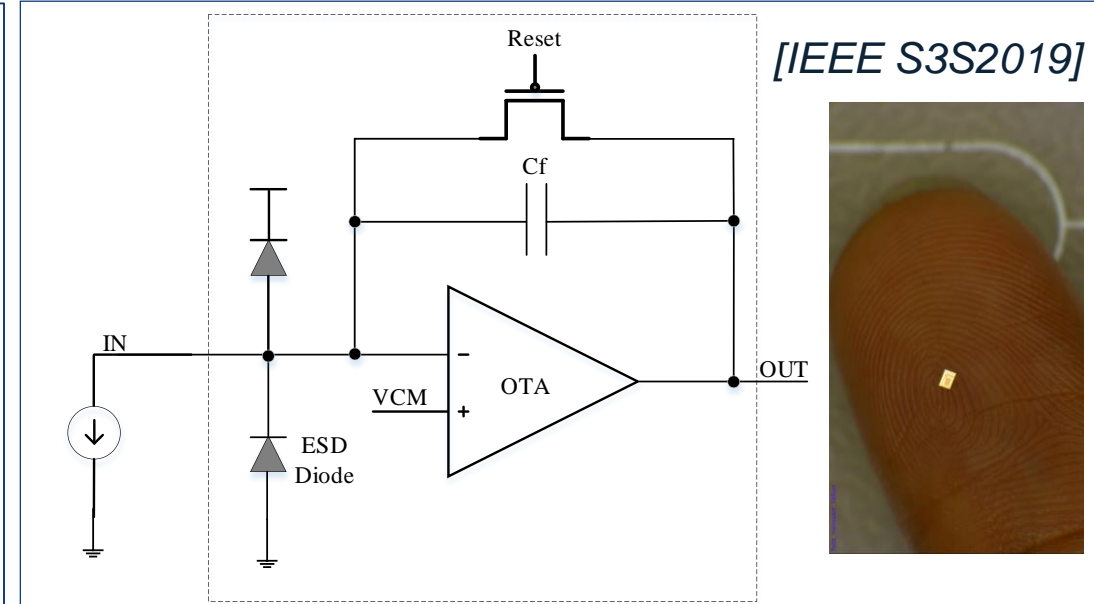 Reset
[IEEE S3S2019]
Cf
IN
OUT
VCM
OTA
−
+
ESD
Diode